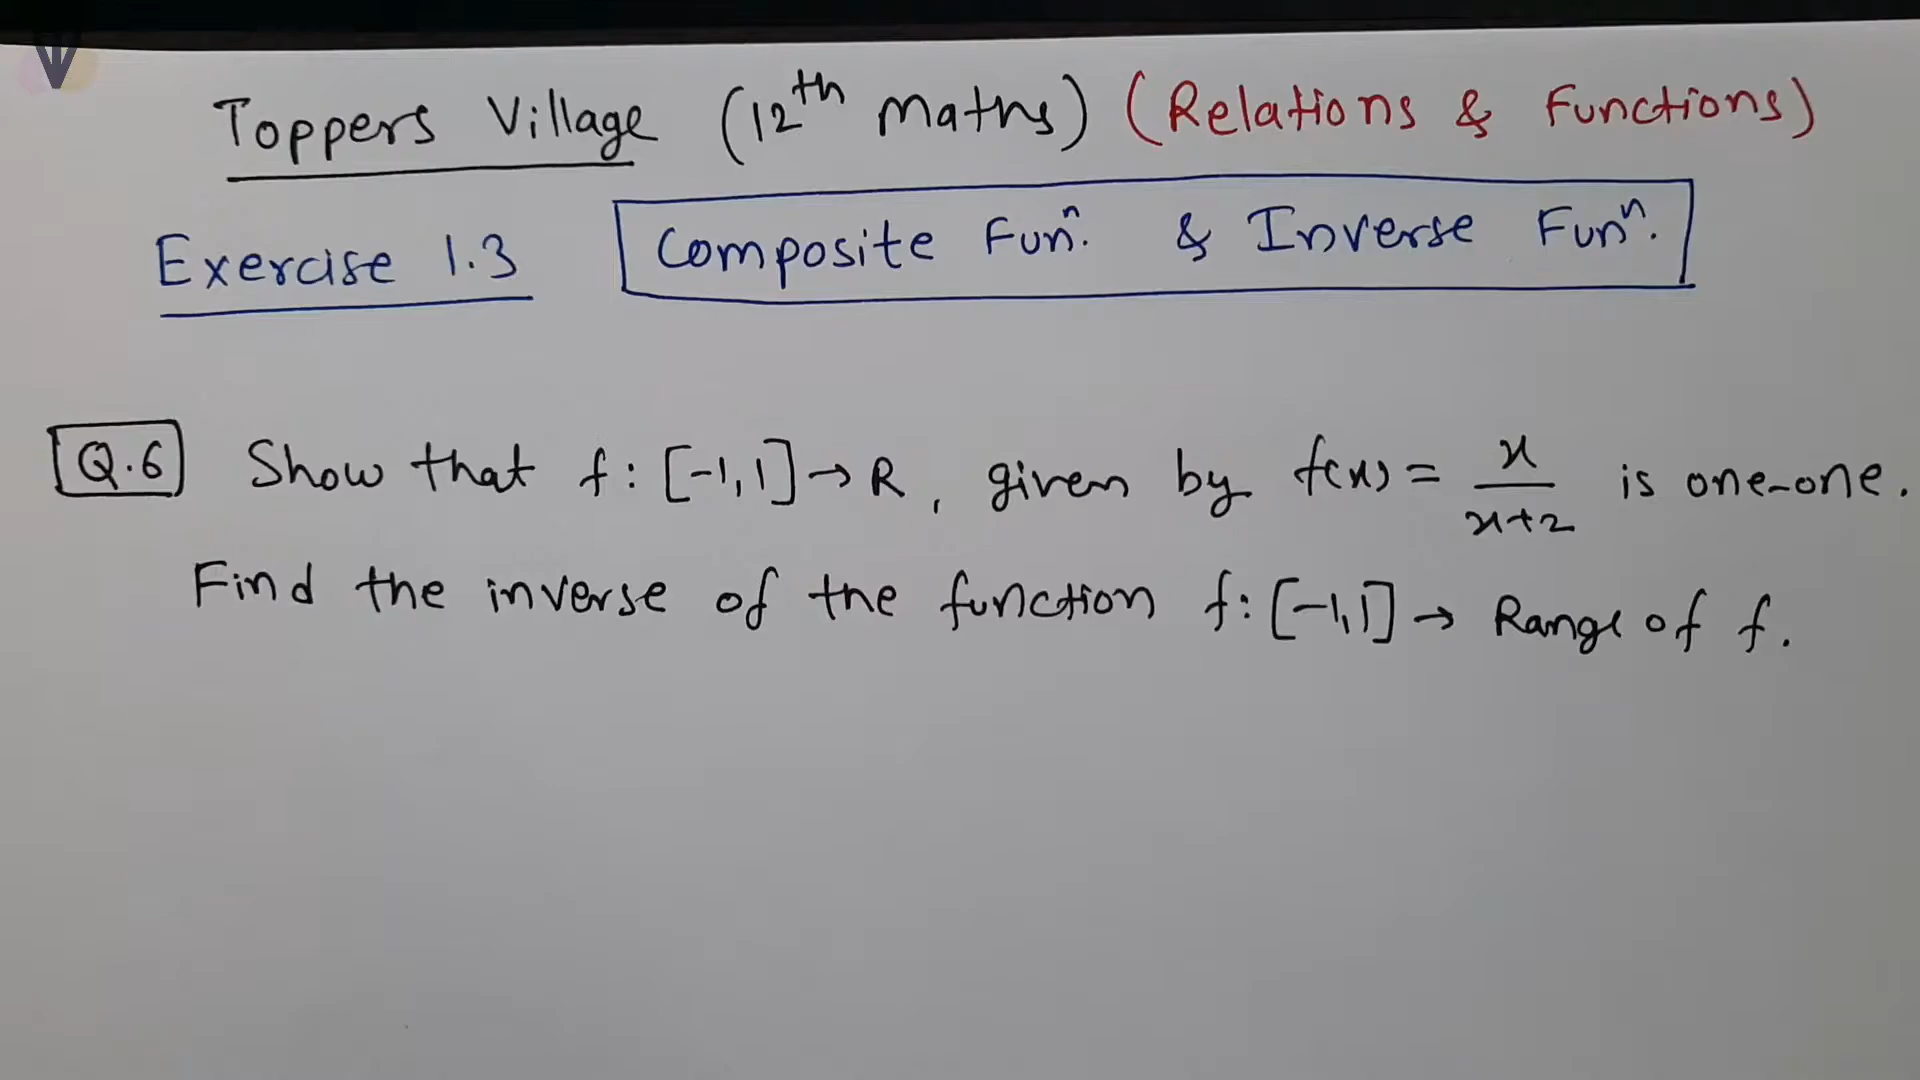 Toppers Village (12th Maths) (Relations & Functions)
Exercise 1.3 Composite Funⁿ. & Inverse Funⁿ.
Q.6 Show that f: [-1,1]→R, given by f(x) = x/x+2 is one-one.
Find the inverse of the function f: [-1,1] → Range of f.